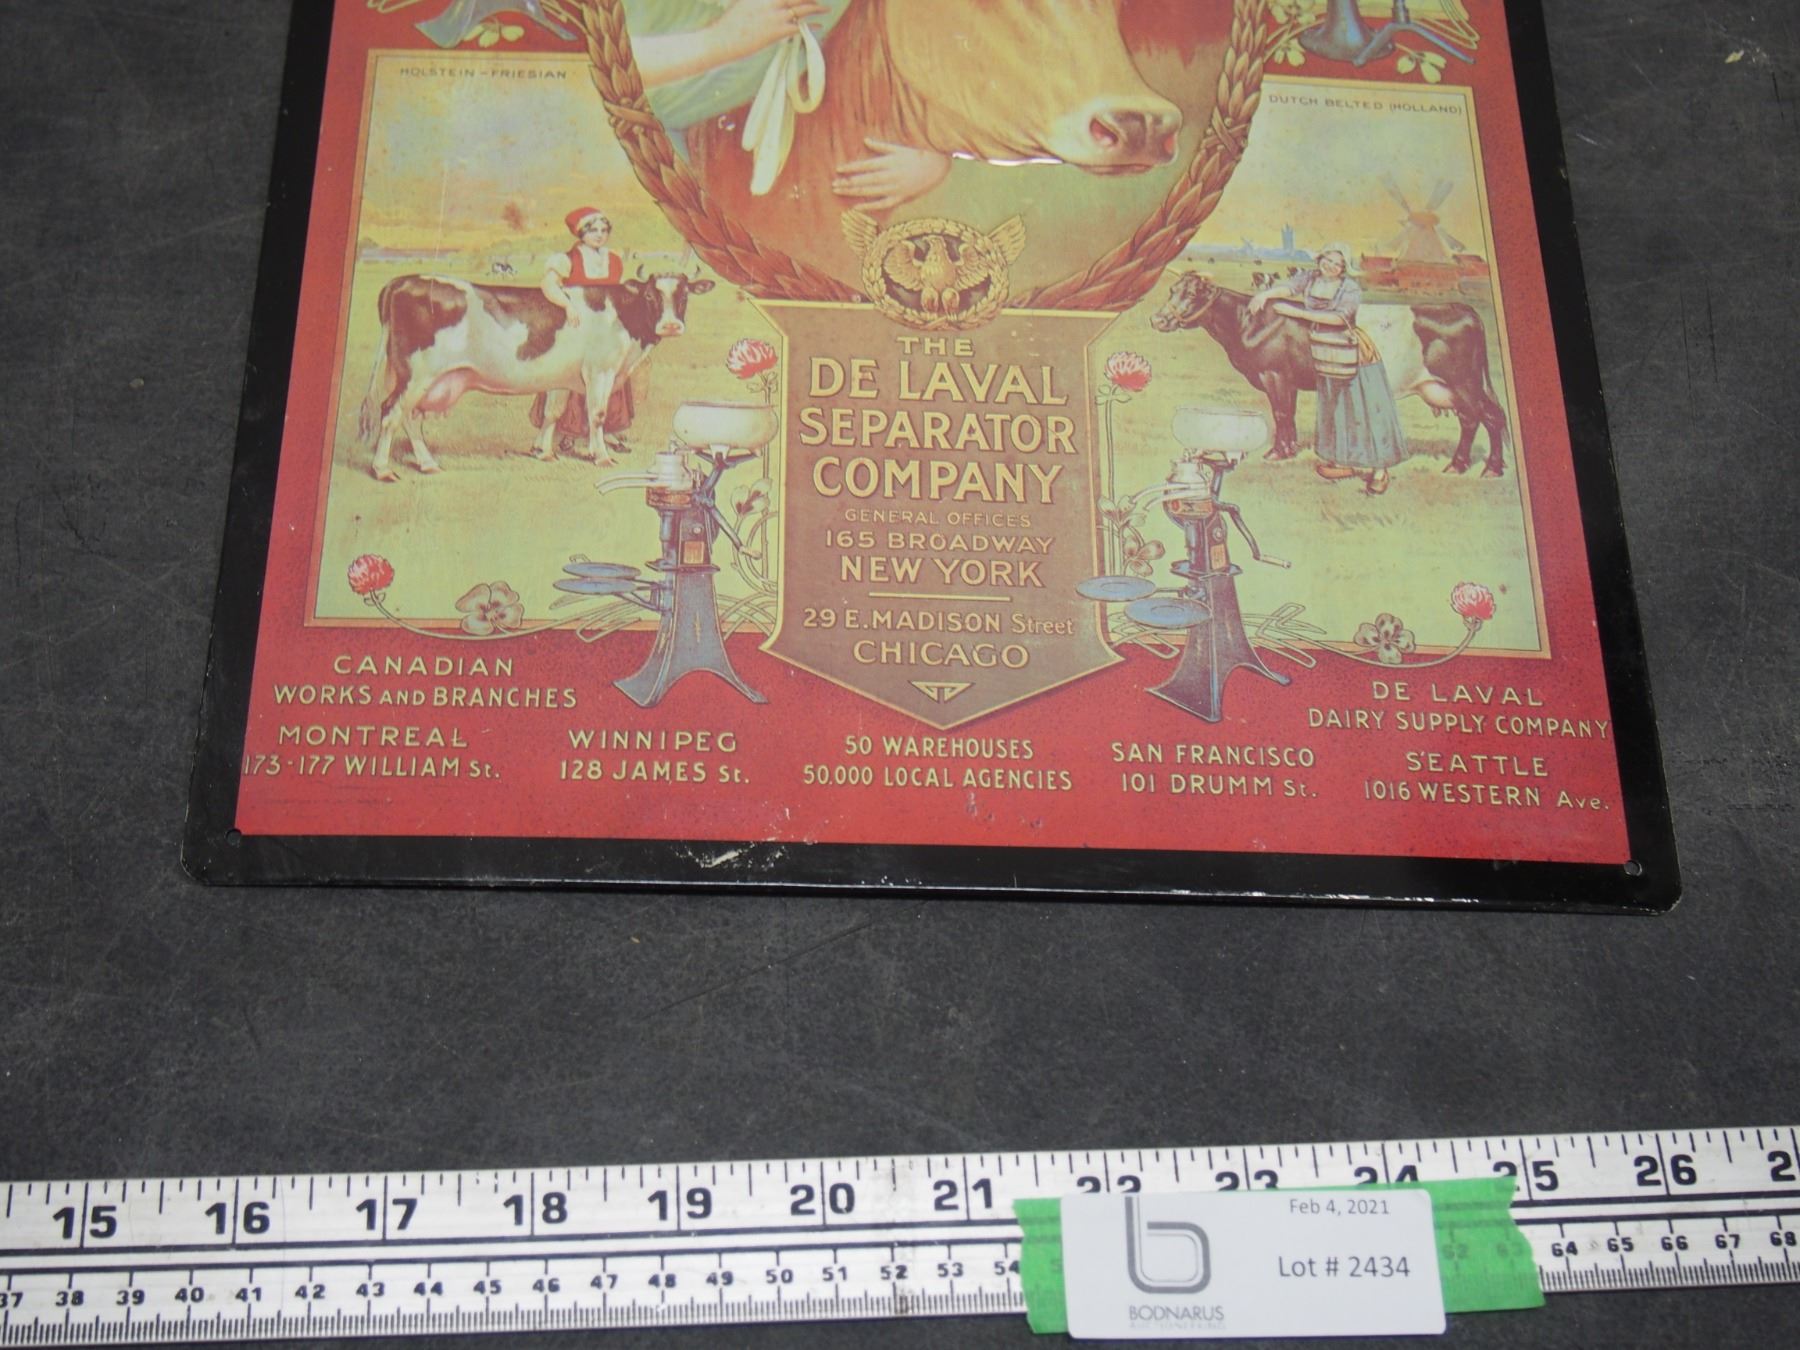 HOLSTEIN-FRIESIAN
DUTCH BELTED (HOLLAND)
THE
DE LAVAL
SEPARATOR
COMPANY
GENERAL OFFICES
165 BROADWAY
NEW YORK
29 E. MADISON Street
CHICAGO
CANADIAN
WORKS AND BRANCHES
MONTREAL
173-177 WILLIAM St.
WINNIPEG
128 JAMES St.
50 WAREHOUSES
50,000 LOCAL AGENCIES
SAN FRANCISCO
101 DRUMM St.
DE LAVAL
DAIRY SUPPLY COMPANY
SEATTLE
1016 WESTERN Ave.
15 16 17 18 19 20 21 22 23 24 25 26 2
37 38 39 40 41 42 43 44 45 46 47 48 49 50 51 52 53 54 62 63 64 65 66 67 68
Feb 4, 2021
Lot # 2434
b
BODNARUS
AUCTIONEERING